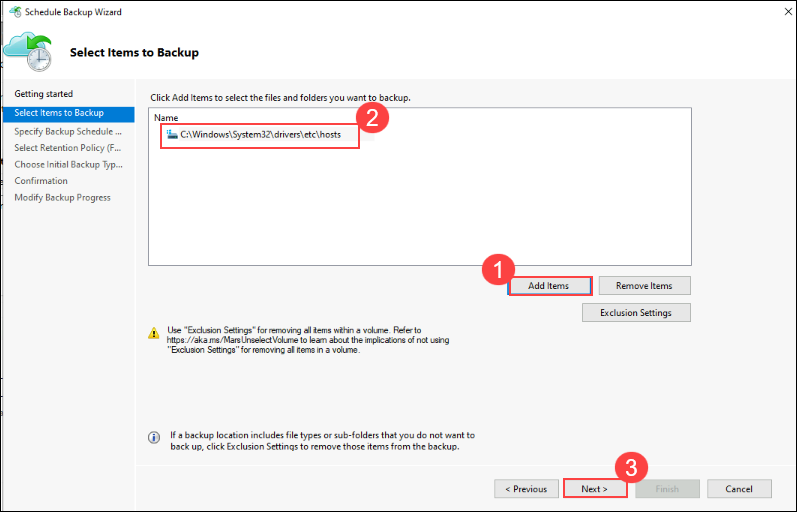 Schedule Backup Wizard
Select Items to Backup
Getting started
Select Items to Backup
Specify Backup Schedule ...
Select Retention Policy (F...
Choose Initial Backup Typ...
Confirmation
Modify Backup Progress
Click Add Items to select the files and folders you want to backup.
Name
2
C:\Windows\System32\drivers\etc\hosts
1
Add Items
Remove Items
Exclusion Settings
Use "Exclusion Settings" for removing all items within a volume. Refer to
https://aka.ms/MarsUnselectVolume to learn about the implications of not using
"Exclusion Settings" for removing all items in a volume.
If a backup location includes file types or sub-folders that you do not want to
back up, click Exclusion Settings to remove those items from the backup.
3
< Previous
Next >
Finish
Cancel